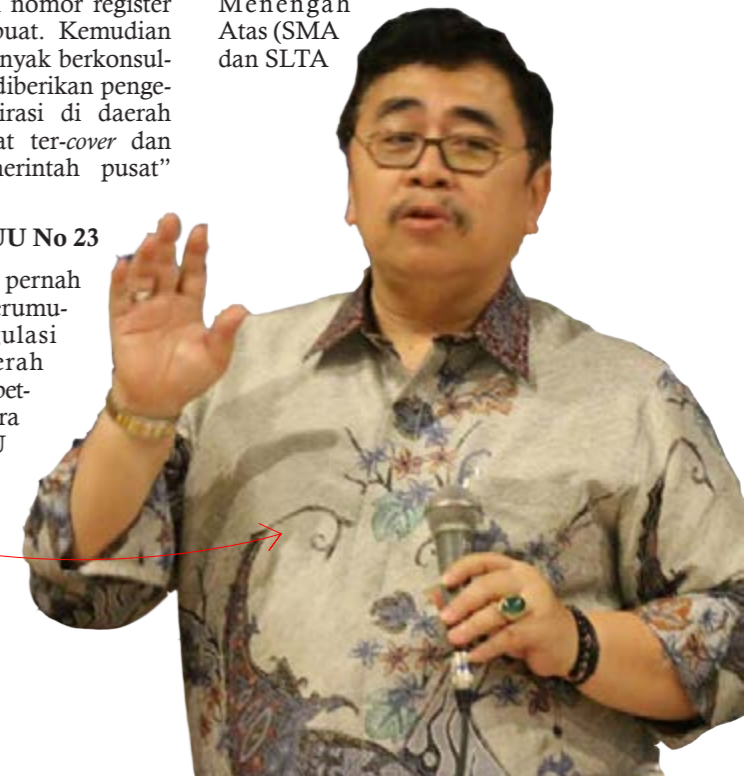 nomor register
buat. Kemudian
nyak berkonsul-
diberikan penge-
irasi di daerah
at ter-cover dan
merintah pusat”
UU No 23
pernah
erumu-
ulasi
erah
pet-
ra
U
Menengah
Atas (SMA
dan SLTA